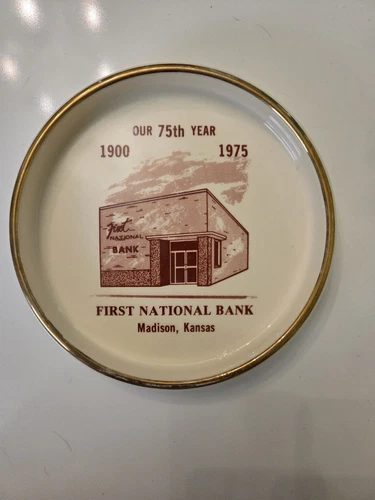 OUR 75th YEAR
1900 1975
First
NATIONAL
BANK
FIRST NATIONAL BANK
Madison, Kansas